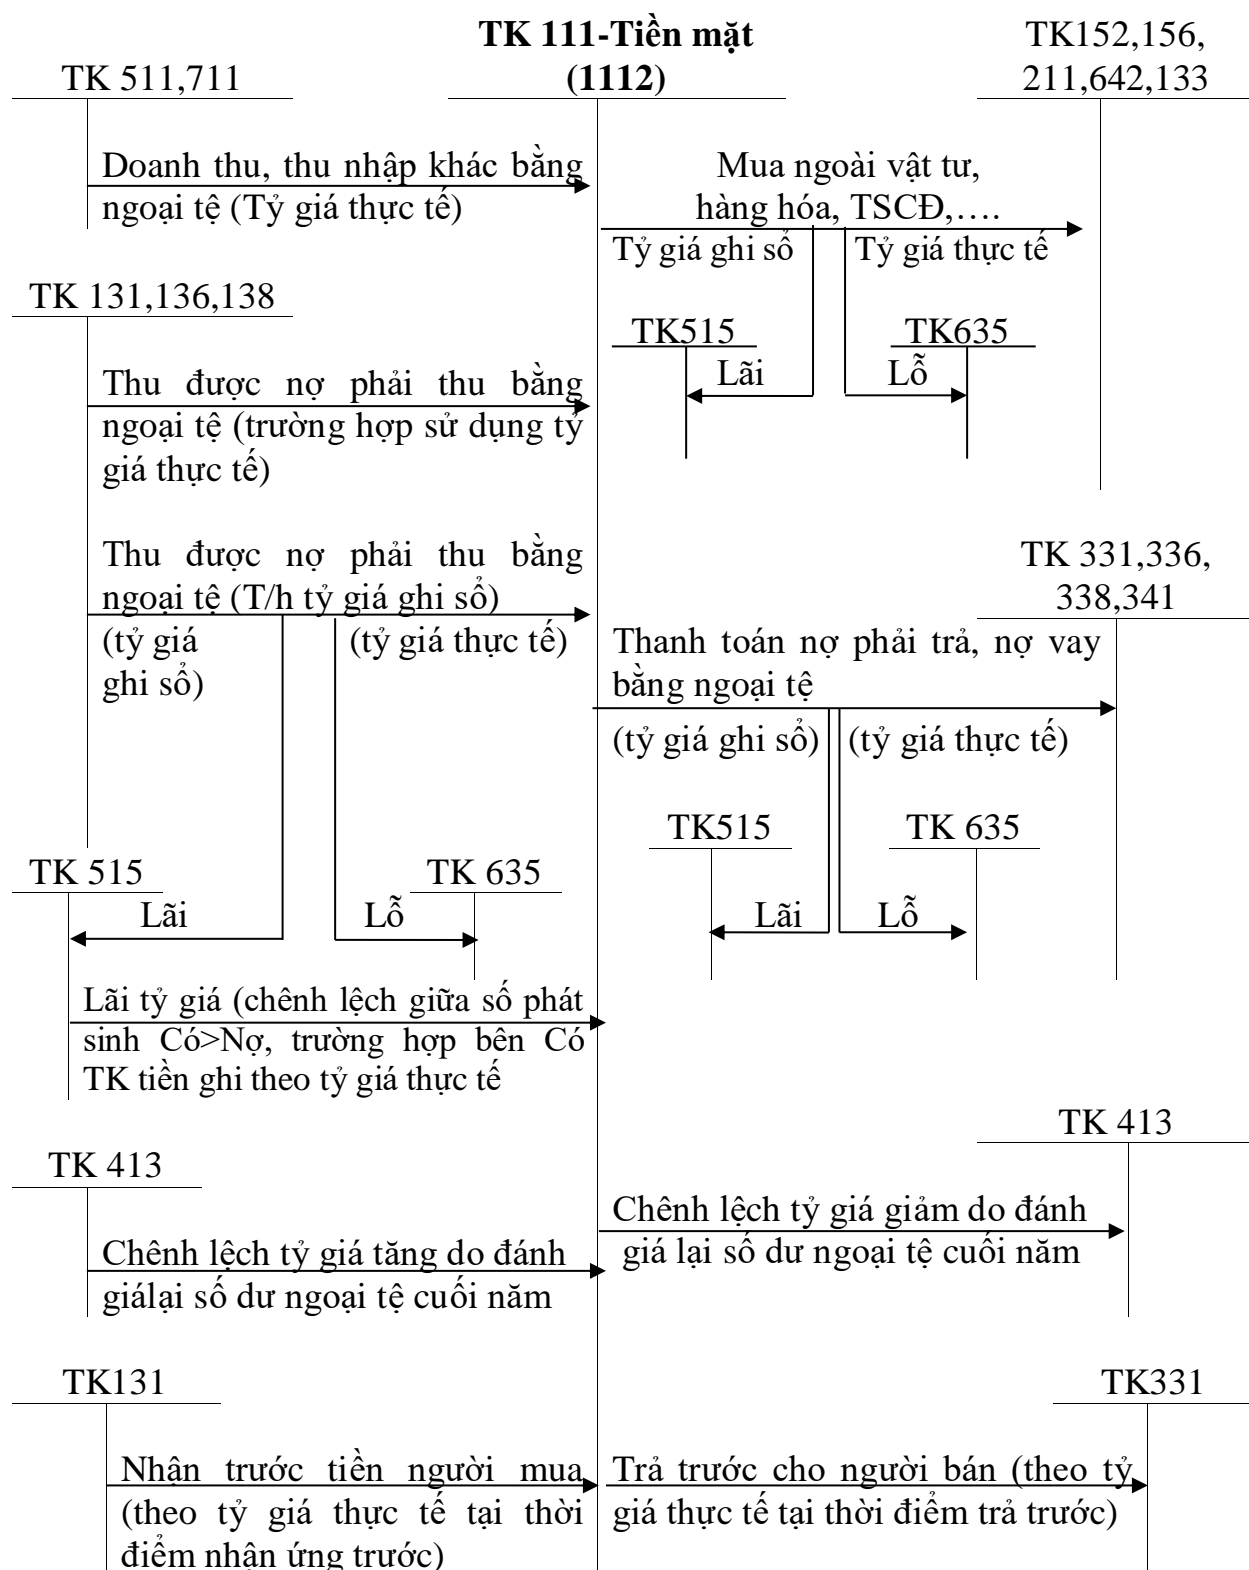 TK 111-Tiền mặt
(1112)
TK152,156,
211,642,133
TK 511,711
Doanh thu, thu nhập khác bằng
ngoại tệ (Tỷ giá thực tế)
Mua ngoài vật tư,
hàng hóa, TSCĐ,….
Tỷ giá ghi sổ
Tỷ giá thực tế
TK 131,136,138
TK515
TK635
Lãi
Lỗ
Thu được nợ phải thu bằng
ngoại tệ (trường hợp sử dụng tỷ
giá thực tế)
Thu được nợ phải thu bằng
ngoại tệ (T/h tỷ giá ghi sổ)
(tỷ giá
ghi sổ)
(tỷ giá thực tế)
TK 331,336,
338,341
Thanh toán nợ phải trả, nợ vay
bằng ngoại tệ
(tỷ giá ghi sổ)
(tỷ giá thực tế)
TK515
TK 635
Lãi
Lỗ
TK 515
TK 635
Lãi
Lỗ
Lãi tỷ giá (chênh lệch giữa số phát
sinh Có>Nợ, trường hợp bên Có
TK tiền ghi theo tỷ giá thực tế
TK 413
TK 413
Chênh lệch tỷ giá giảm do đánh
giá lại số dư ngoại tệ cuối năm
Chênh lệch tỷ giá tăng do đánh
giálại số dư ngoại tệ cuối năm
TK131
TK331
Nhận trước tiền người mua
(theo tỷ giá thực tế tại thời
điểm nhận ứng trước)
Trả trước cho người bán (theo tỷ
giá thực tế tại thời điểm trả trước)